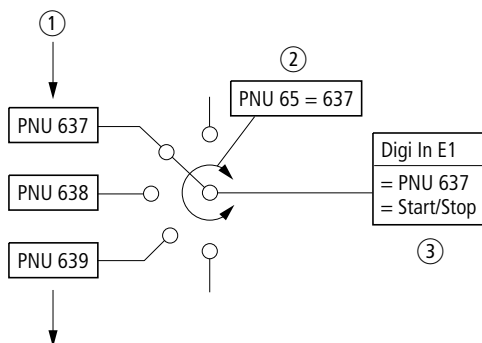 ①
②
PNU 65 = 637
PNU 637
Digi In E1
= PNU 637
= Start/Stop
PNU 638
PNU 639
③